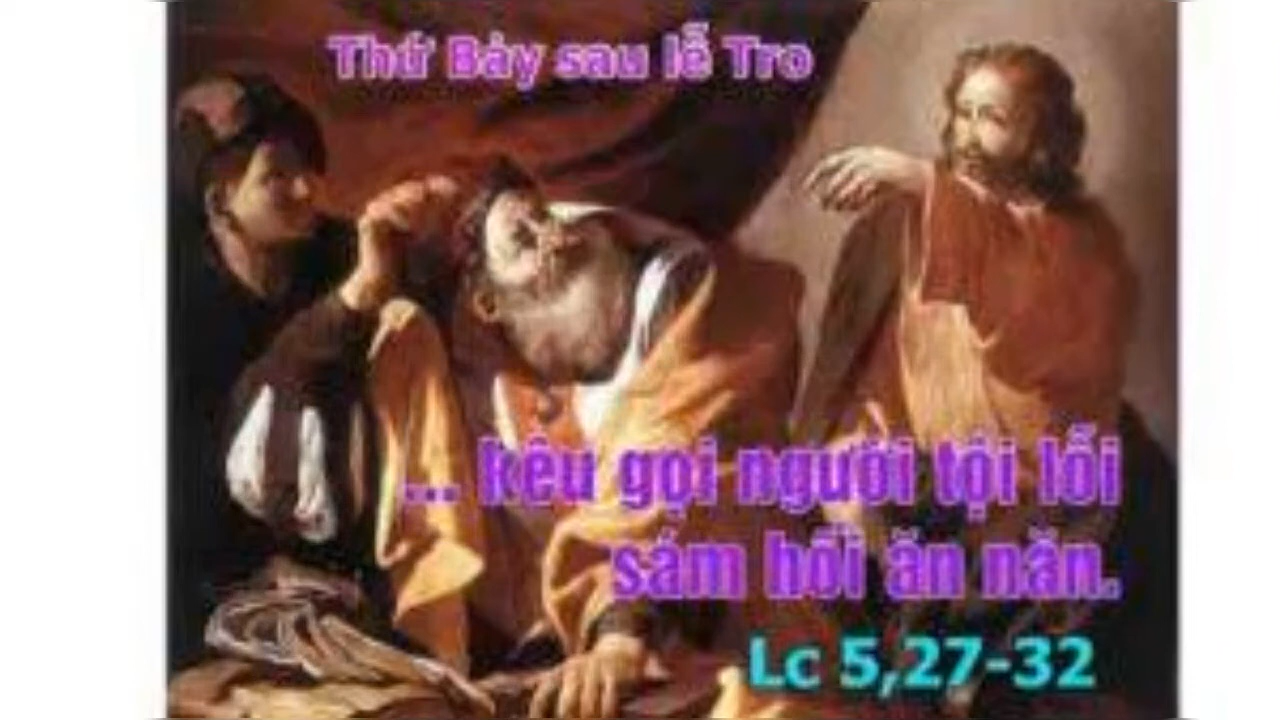 Thứ Bảy sau lễ Tro
... kêu gọi người tội lỗi
sám hối ăn năn.
Lc 5,27-32